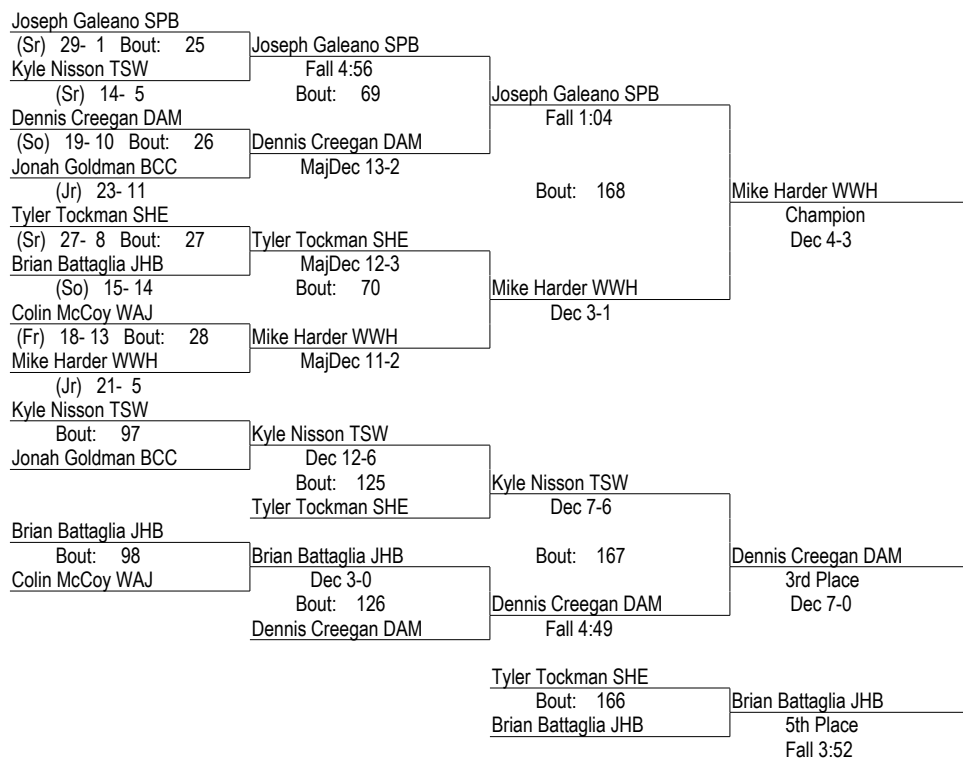 Joseph Galeano SPB
(Sr) 29- 1 Bout: 25
Kyle Nisson TSW
(Sr) 14- 5
Dennis Creegan DAM
(So) 19- 10 Bout: 26
Jonah Goldman BCC
(Jr) 23- 11
Tyler Tockman SHE
(Sr) 27- 8 Bout: 27
Brian Battaglia JHB
(So) 15- 14
Colin McCoy WAJ
(Fr) 18- 13 Bout: 28
Mike Harder WWH
(Jr) 21- 5
Joseph Galeano SPB
Fall 4:56
Bout: 69
Dennis Creegan DAM
MajDec 13-2
Tyler Tockman SHE
MajDec 12-3
Bout: 70
Mike Harder WWH
MajDec 11-2
Joseph Galeano SPB
Fall 1:04
Bout: 168
Mike Harder WWH
Dec 3-1
Mike Harder WWH
Champion
Dec 4-3
Kyle Nisson TSW
Bout: 97
Jonah Goldman BCC
Brian Battaglia JHB
Bout: 98
Colin McCoy WAJ
Kyle Nisson TSW
Dec 12-6
Bout: 125
Tyler Tockman SHE
Brian Battaglia JHB
Dec 3-0
Bout: 126
Dennis Creegan DAM
Kyle Nisson TSW
Dec 7-6
Bout: 167
Dennis Creegan DAM
Fall 4:49
Dennis Creegan DAM
3rd Place
Dec 7-0
Tyler Tockman SHE
Bout: 166
Brian Battaglia JHB
Brian Battaglia JHB
5th Place
Fall 3:52